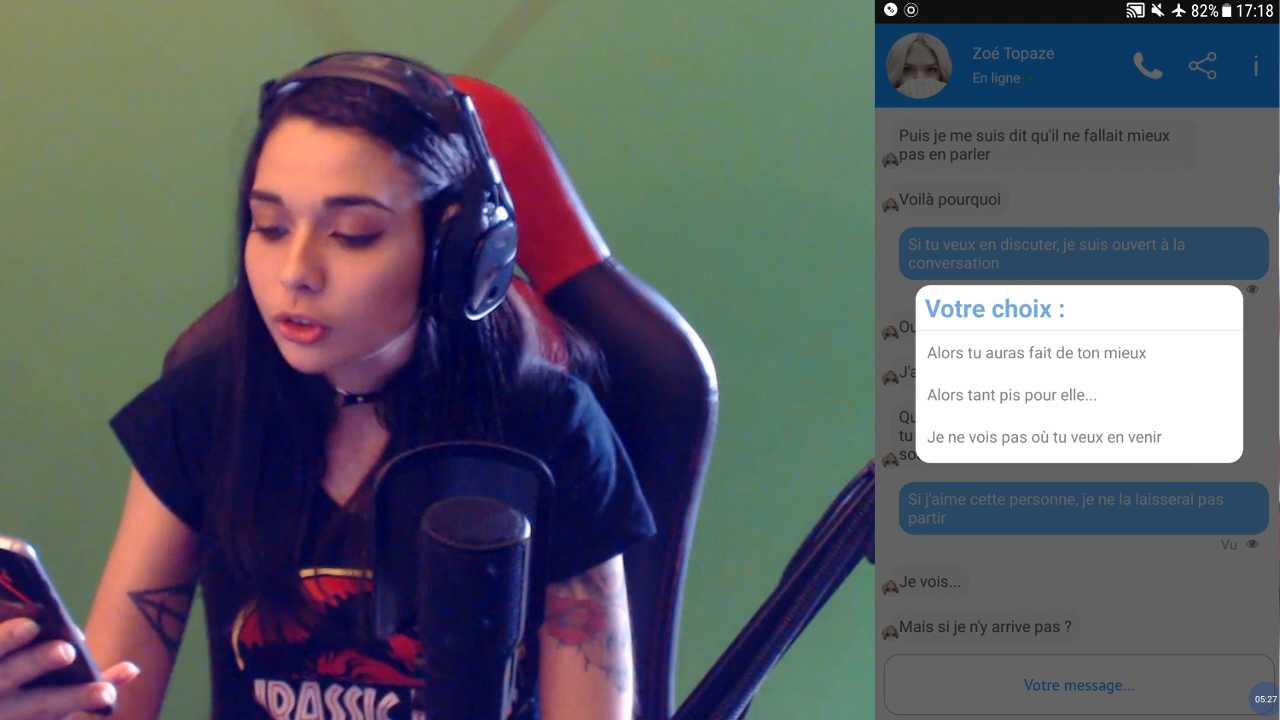 82% 17:18
Zoé Topaze
En ligne
Puis je me suis dit qu'il ne fallait mieux
pas en parler
Voilà pourquoi
Si tu veux en discuter, je suis ouvert à la
conversation
Votre choix :
Alors tu auras fait de ton mieux
Alors tant pis pour elle...
Je ne vois pas où tu veux en venir
Si j'aime cette personne, je ne la laisserai pas
partir
Vu
Je vois...
Mais si je n'y arrive pas ?
Votre message...
05:27
JRASSIC